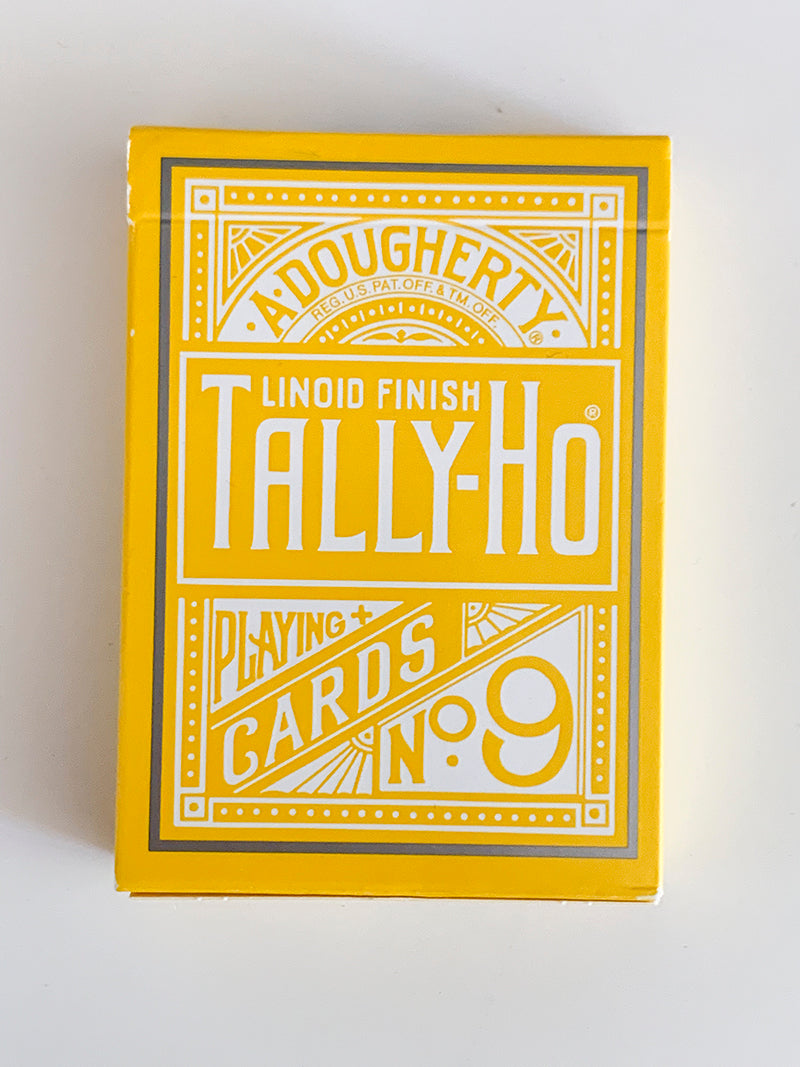 A·DOUGHERTY
REG. U.S. PAT. OFF. & TM. OFF.
®
LINOID FINISH
TALLY-HO®
PLAYING +
CARDS
No. 9